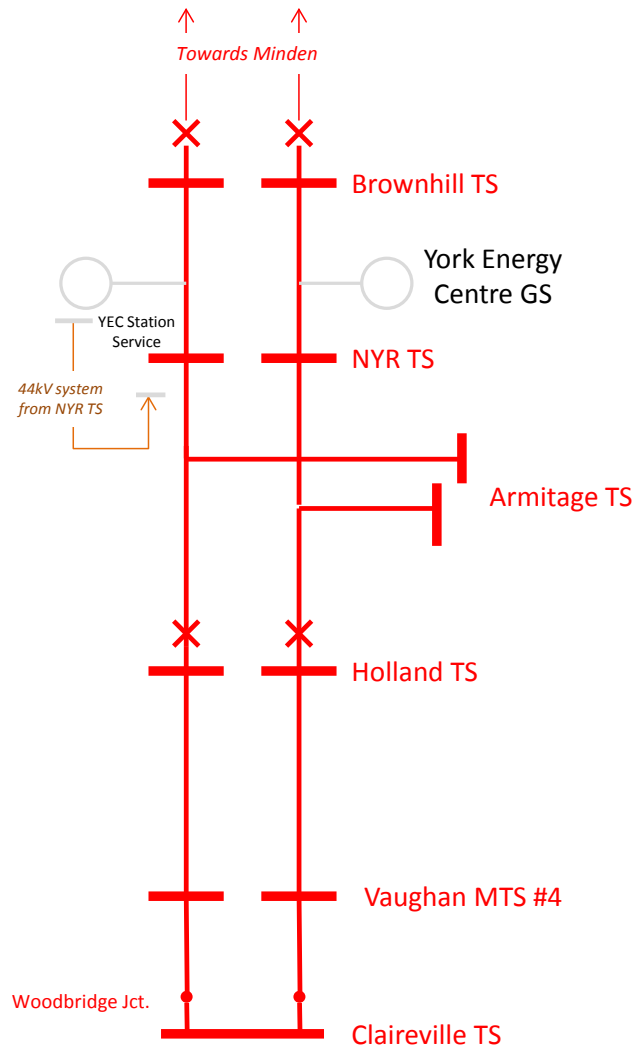 Towards Minden
Brownhill TS
York Energy
Centre GS
YEC Station
Service
NYR TS
44kV system
from NYR TS
Armitage TS
Holland TS
Vaughan MTS #4
Woodbridge Jct.
Claireville TS